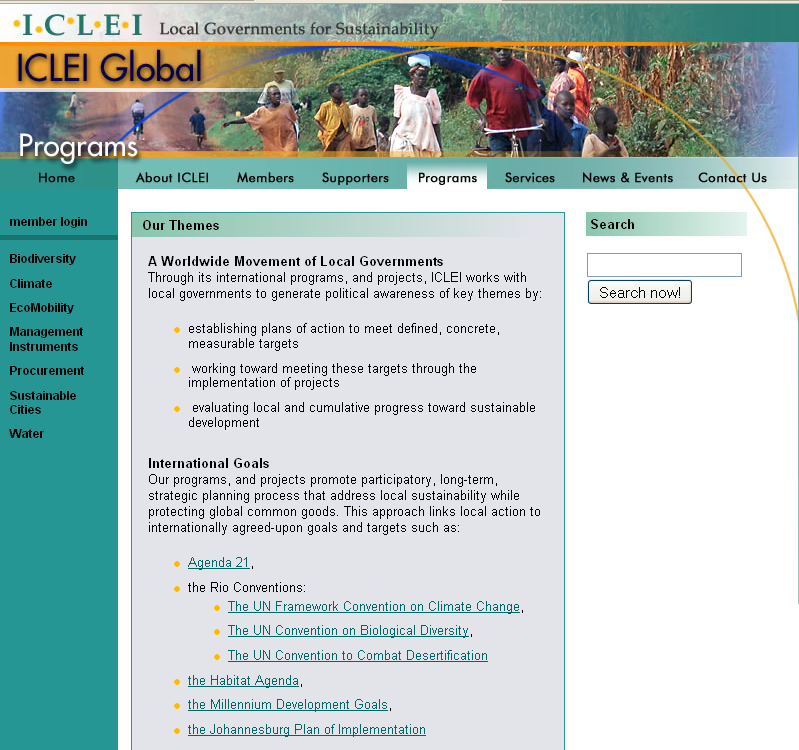 I·C·L·E·I Local Governments for Sustainability
ICLEI Global
Programs
Home
About ICLEI
Members
Supporters
Programs
Services
News & Events
Contact Us
member login
Biodiversity
Climate
EcoMobility
Management
Instruments
Procurement
Sustainable
Cities
Water
Our Themes
A Worldwide Movement of Local Governments
Through its international programs, and projects, ICLEI works with
local governments to generate political awareness of key themes by:
establishing plans of action to meet defined, concrete,
measurable targets
working toward meeting these targets through the
implementation of projects
evaluating local and cumulative progress toward sustainable
development
International Goals
Our programs, and projects promote participatory, long-term,
strategic planning process that address local sustainability while
protecting global common goods. This approach links local action to
internationally agreed-upon goals and targets such as:
Agenda 21,
the Rio Conventions:
The UN Framework Convention on Climate Change,
The UN Convention on Biological Diversity,
The UN Convention to Combat Desertification
the Habitat Agenda,
the Millennium Development Goals,
the Johannesburg Plan of Implementation
Search
Search now!